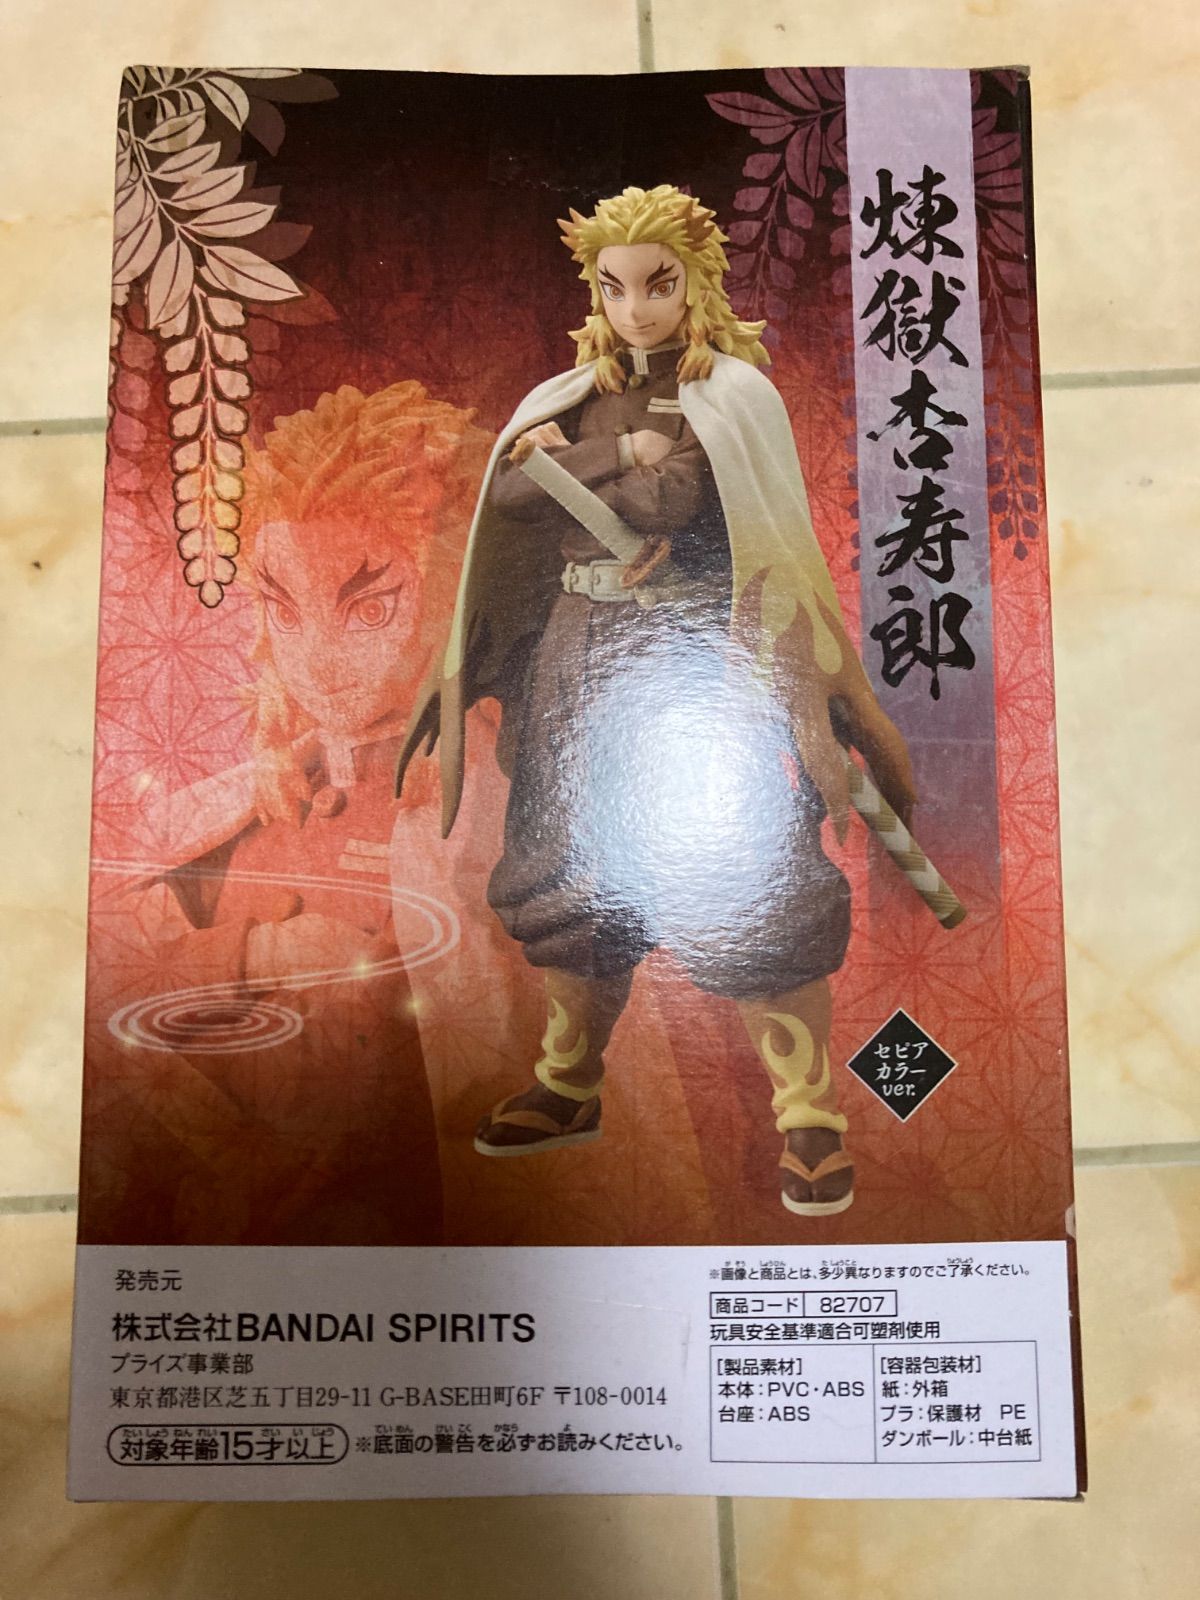 煉獄杏寿郎
セピア
カラー
ver.
発売元
株式会社BANDAI SPIRITS
プライズ事業部
東京都港区芝五丁目29-11 G-BASE田町6F 〒108-0014
対象年齢15才以上 ※底面の警告を必ずお読みください。
※画像と商品とは、多少異なりますのでご了承ください。
商品コード 82707
玩具安全基準適合可塑剤使用
[製品素材]
本体:PVC・ABS
台座:ABS
[容器包装材]
紙:外箱
プラ:保護材 PE
ダンボール:中台紙